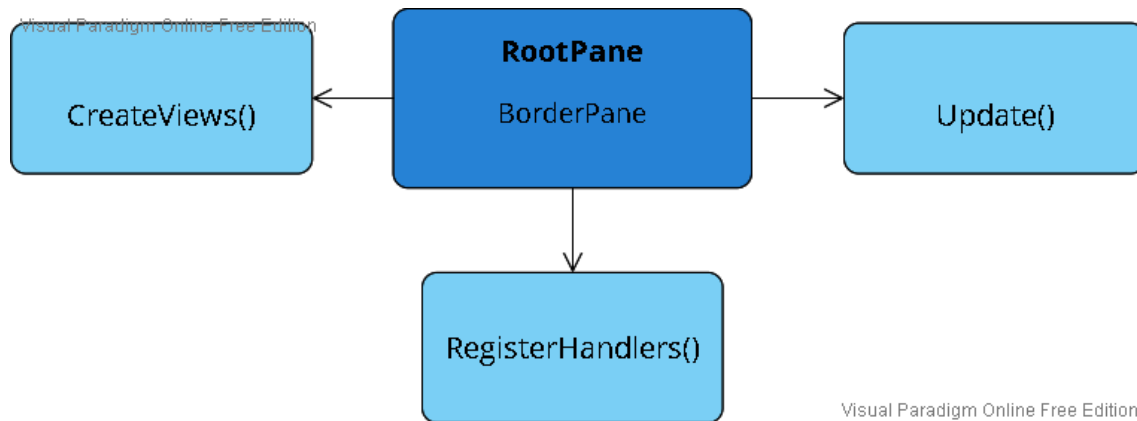 Visual Paradigm Online Free Edition
RootPane
BorderPane
CreateViews()
Update()
RegisterHandlers()
Visual Paradigm Online Free Edition